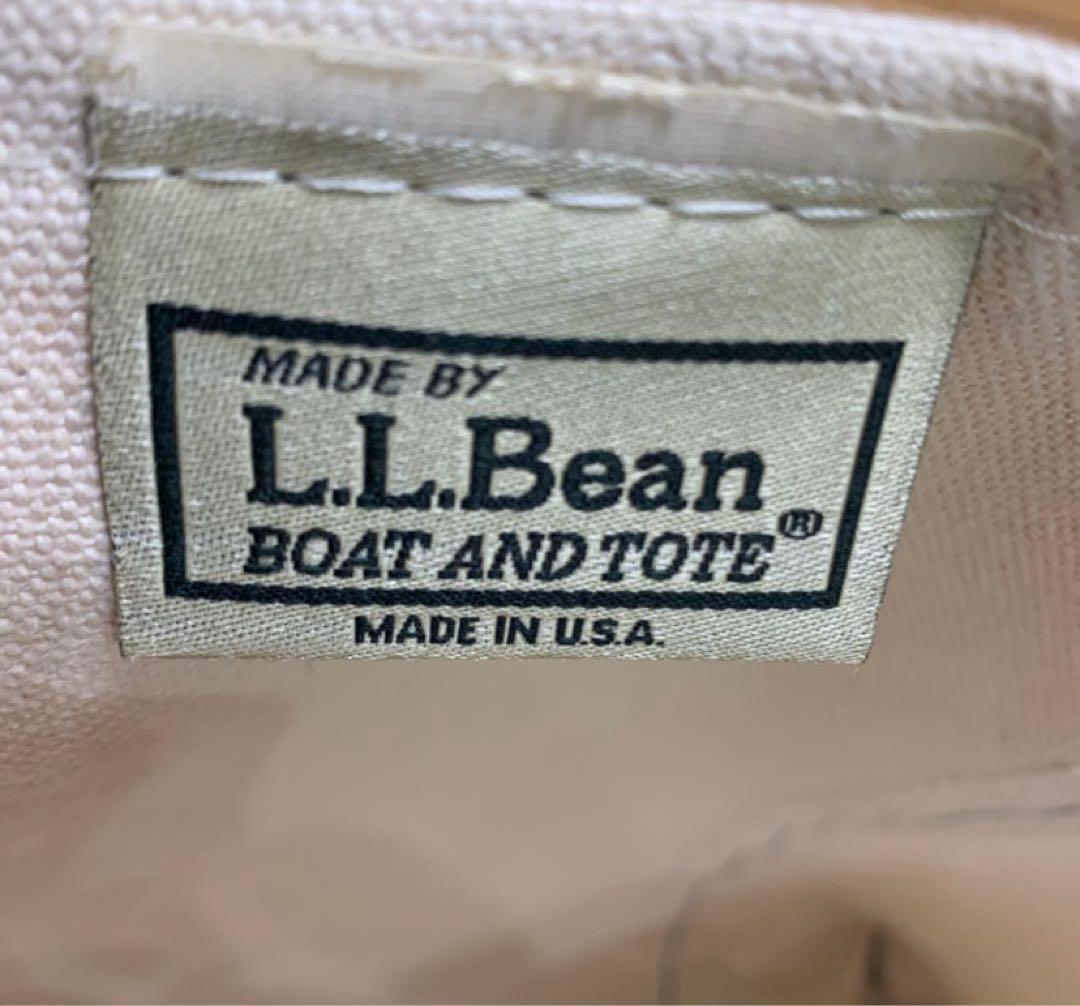 MADE BY
L.L.Bean
BOAT AND TOTE®
MADE IN U.S.A.